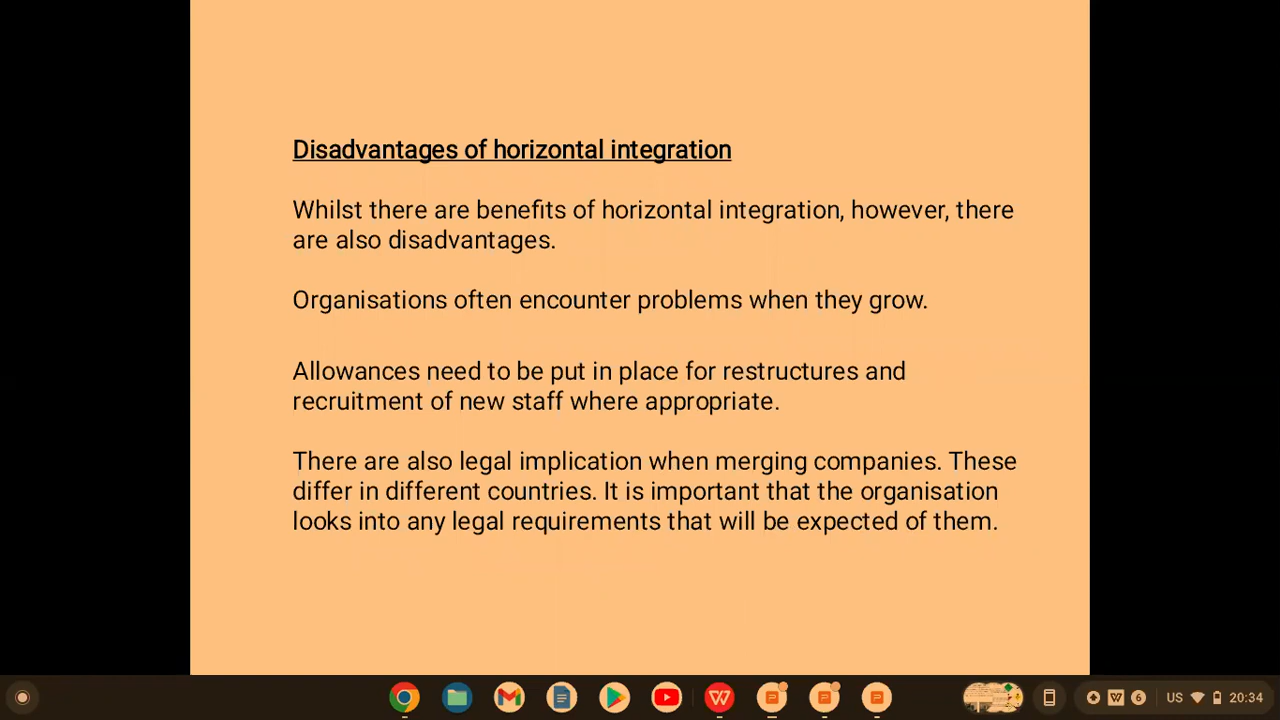 Disadvantages of horizontal integration
Whilst there are benefits of horizontal integration, however, there
are also disadvantages.
Organisations often encounter problems when they grow.
Allowances need to be put in place for restructures and
recruitment of new staff where appropriate.
There are also legal implication when merging companies. These
differ in different countries. It is important that the organisation
looks into any legal requirements that will be expected of them.
6 US 20:34